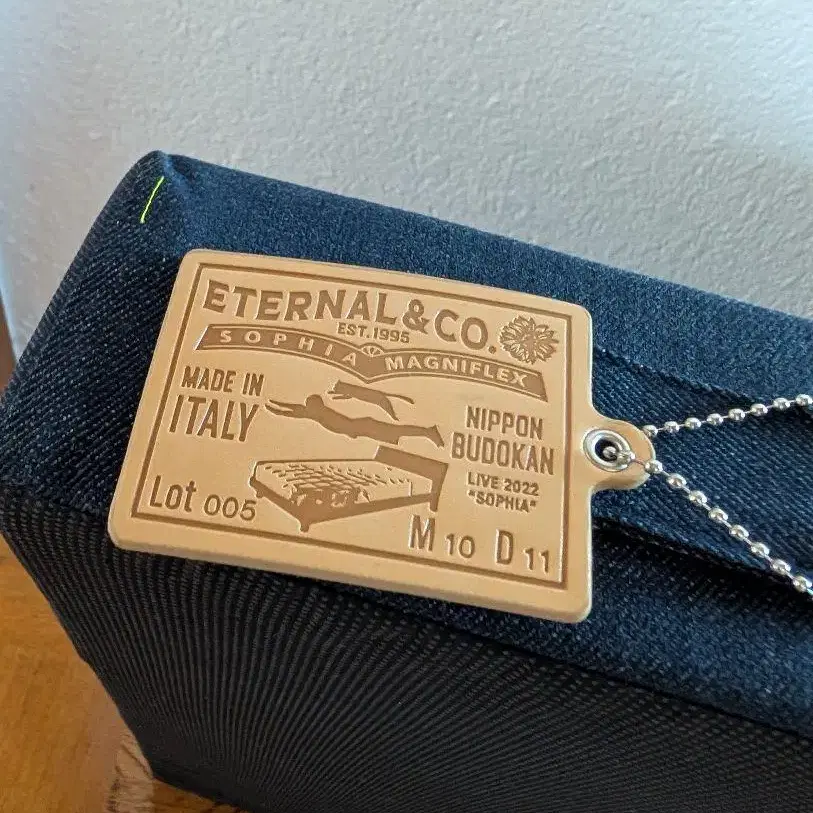 ETERNAL & CO.
EST.1995
SOPHIA MAGNIFLEX
MADE IN
ITALY
NIPPON
BUDOKAN
LIVE 2022
"SOPHIA"
Lot 005
M 10 D 11